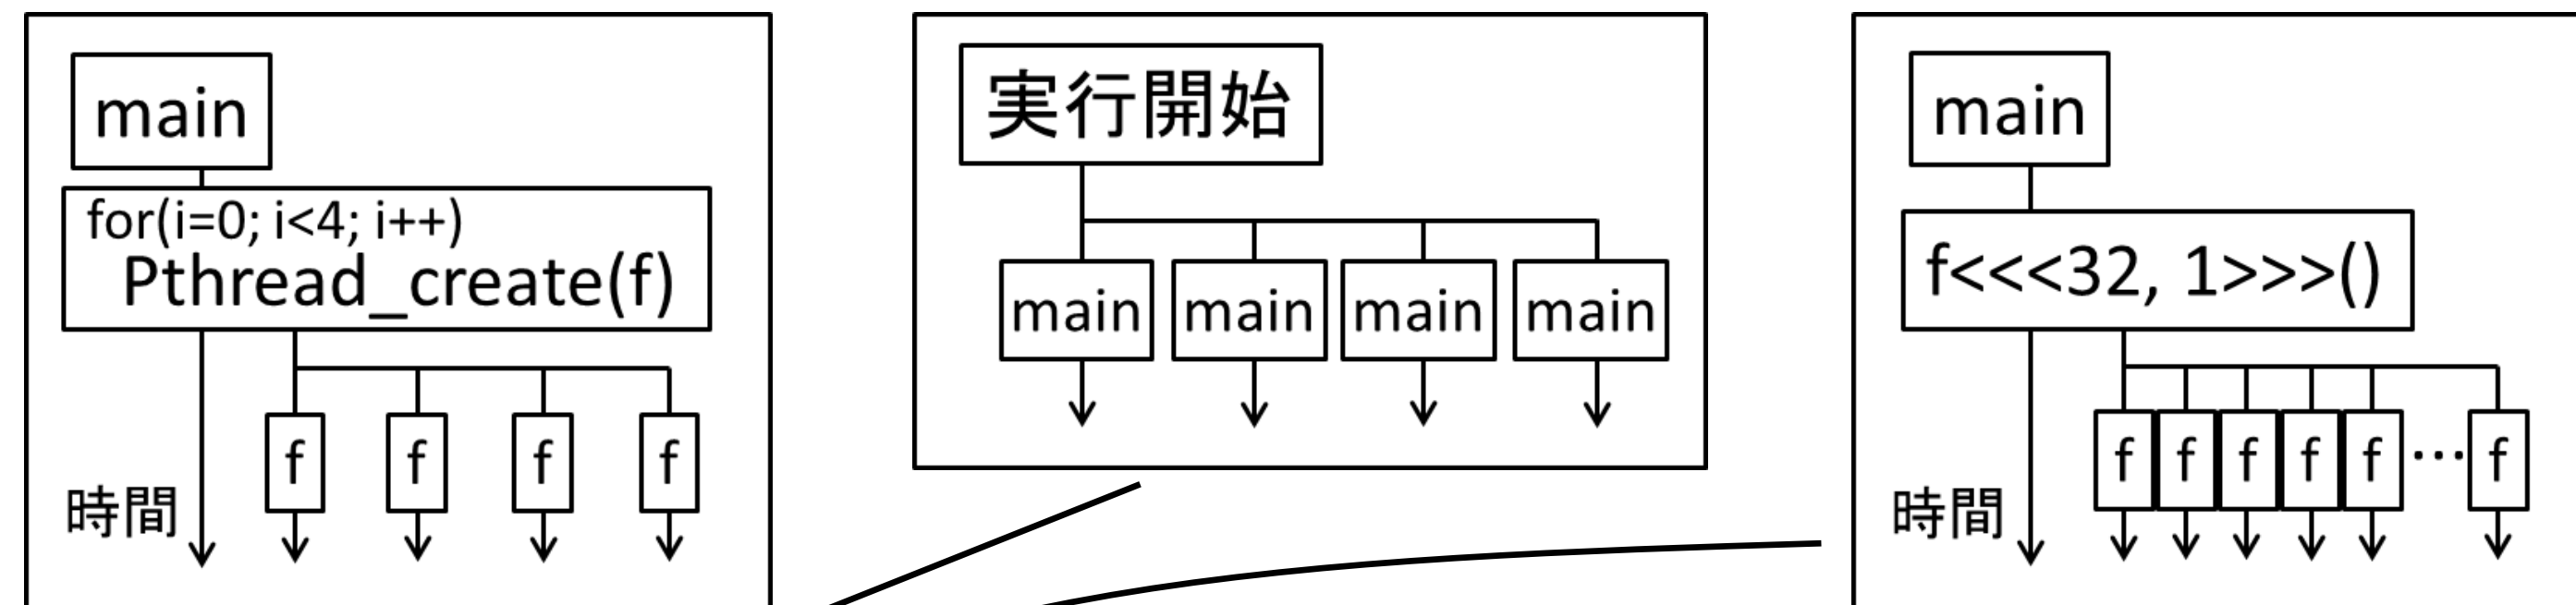 main
for(i=0; i<4; i++)
Pthread_create(f)
f f f f
時間
実行開始
main main main main
main
f<<<32, 1>>>()
f f f f f ... f
時間